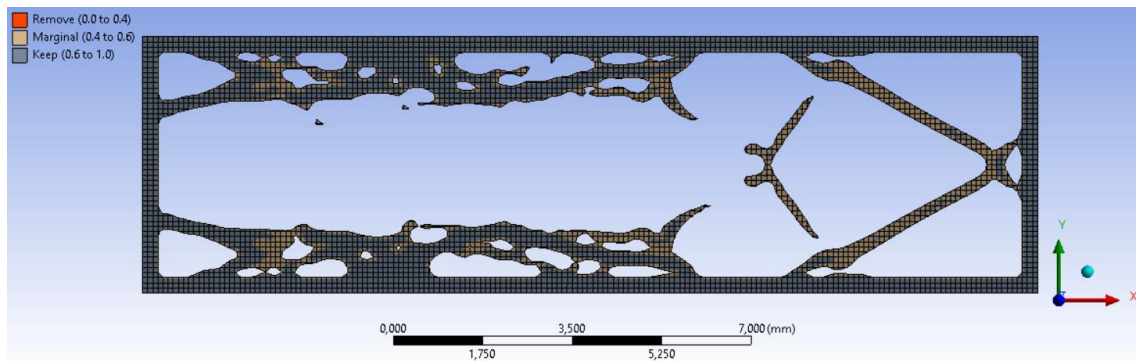 Remove (0.0 to 0.4)
Marginal (0.4 to 0.6)
Keep (0.6 to 1.0)
Y
X
0,000
3,500
7,000 (mm)
1,750
5,250